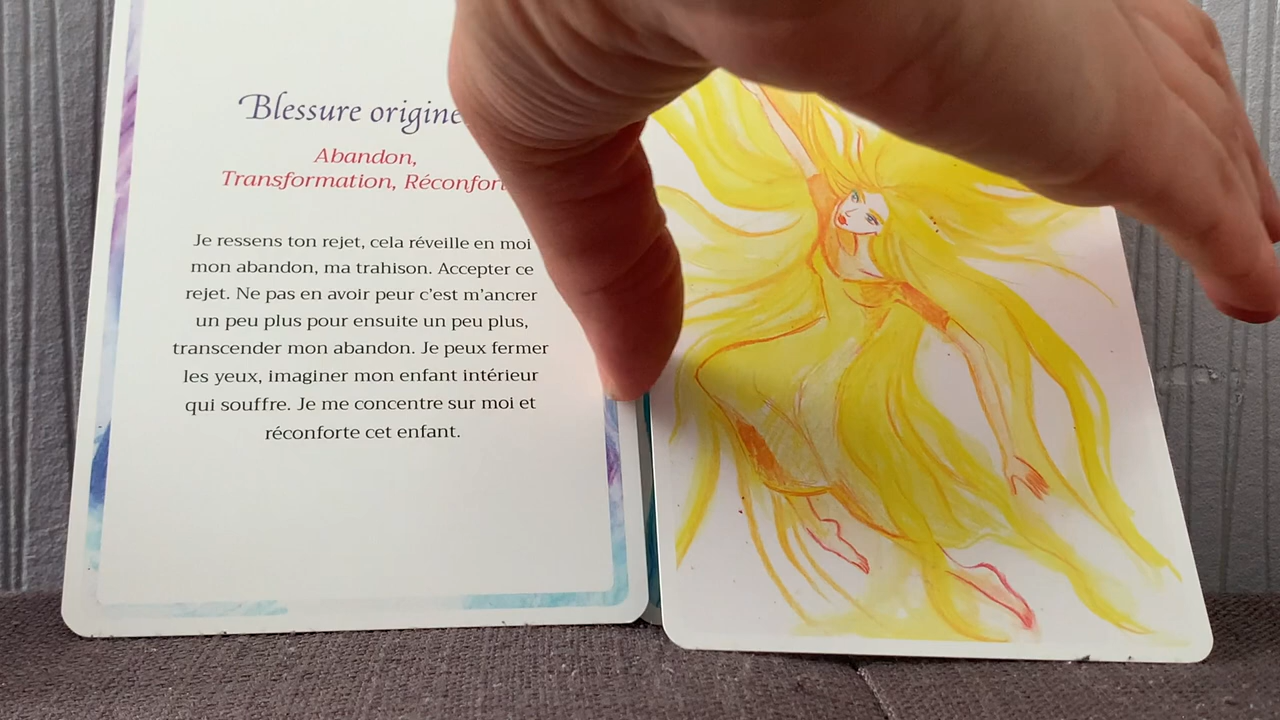 Blessure origine
Abandon,
Transformation, Réconfort
Je ressens ton rejet, cela réveille en moi
mon abandon, ma trahison. Accepter ce
rejet. Ne pas en avoir peur c'est m'ancrer
un peu plus pour ensuite un peu plus,
transcender mon abandon. Je peux fermer
les yeux, imaginer mon enfant intérieur
qui souffre. Je me concentre sur moi et
réconforte cet enfant.